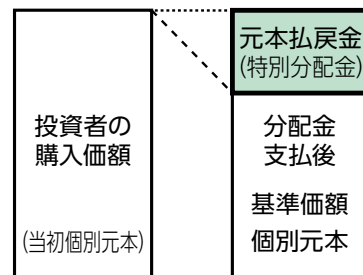 元本払戻金
(特別分配金)
投資者の
購入価額
(当初個別元本)
分配金
支払後
基準価額
個別元本